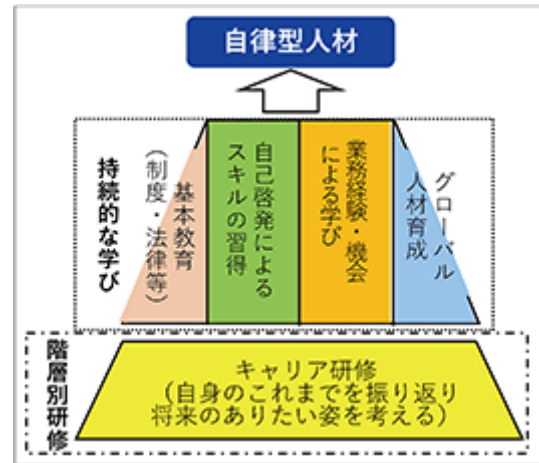 自律型人材
持続的な学び
基本教育
（制度・法律等）
自己啓発による
スキルの習得
業務経験・機会
による学び
グローバル
人材育成
階層別研修
キャリア研修
（自身のこれまでを振り返り
将来のありたい姿を考える）